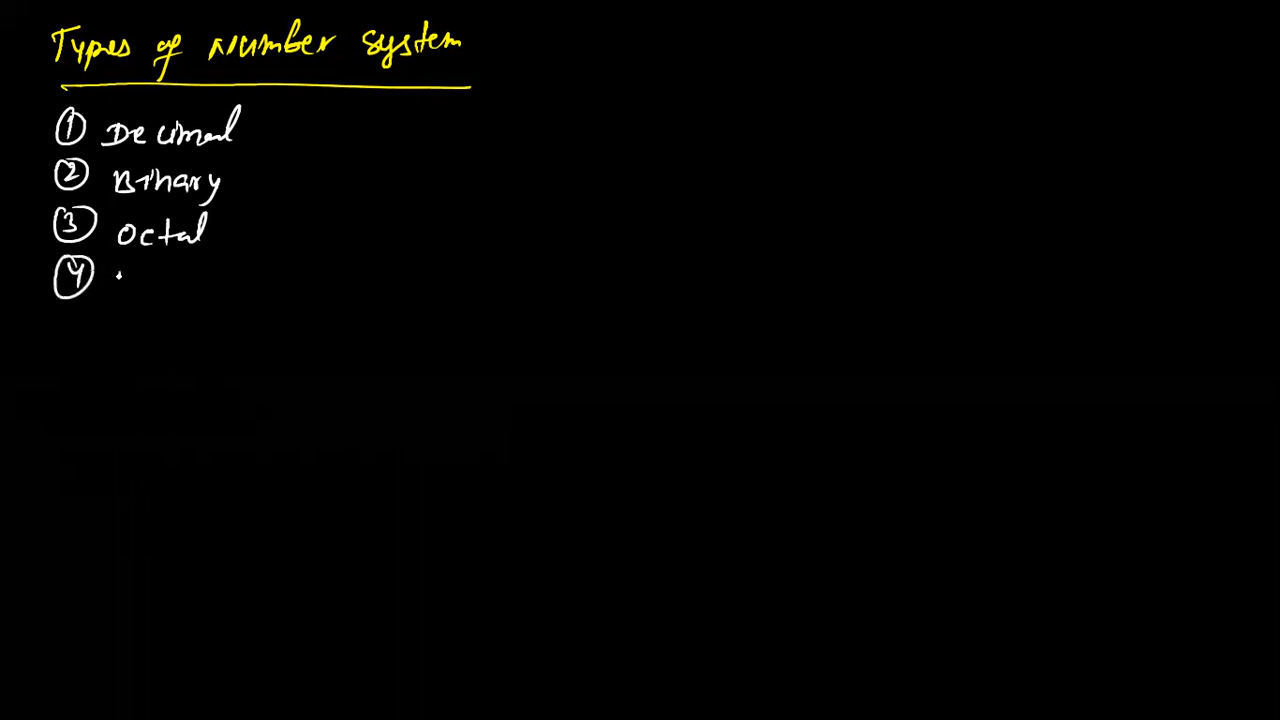 Types of Number System
① Decimal
② Binary
③ Octal
④